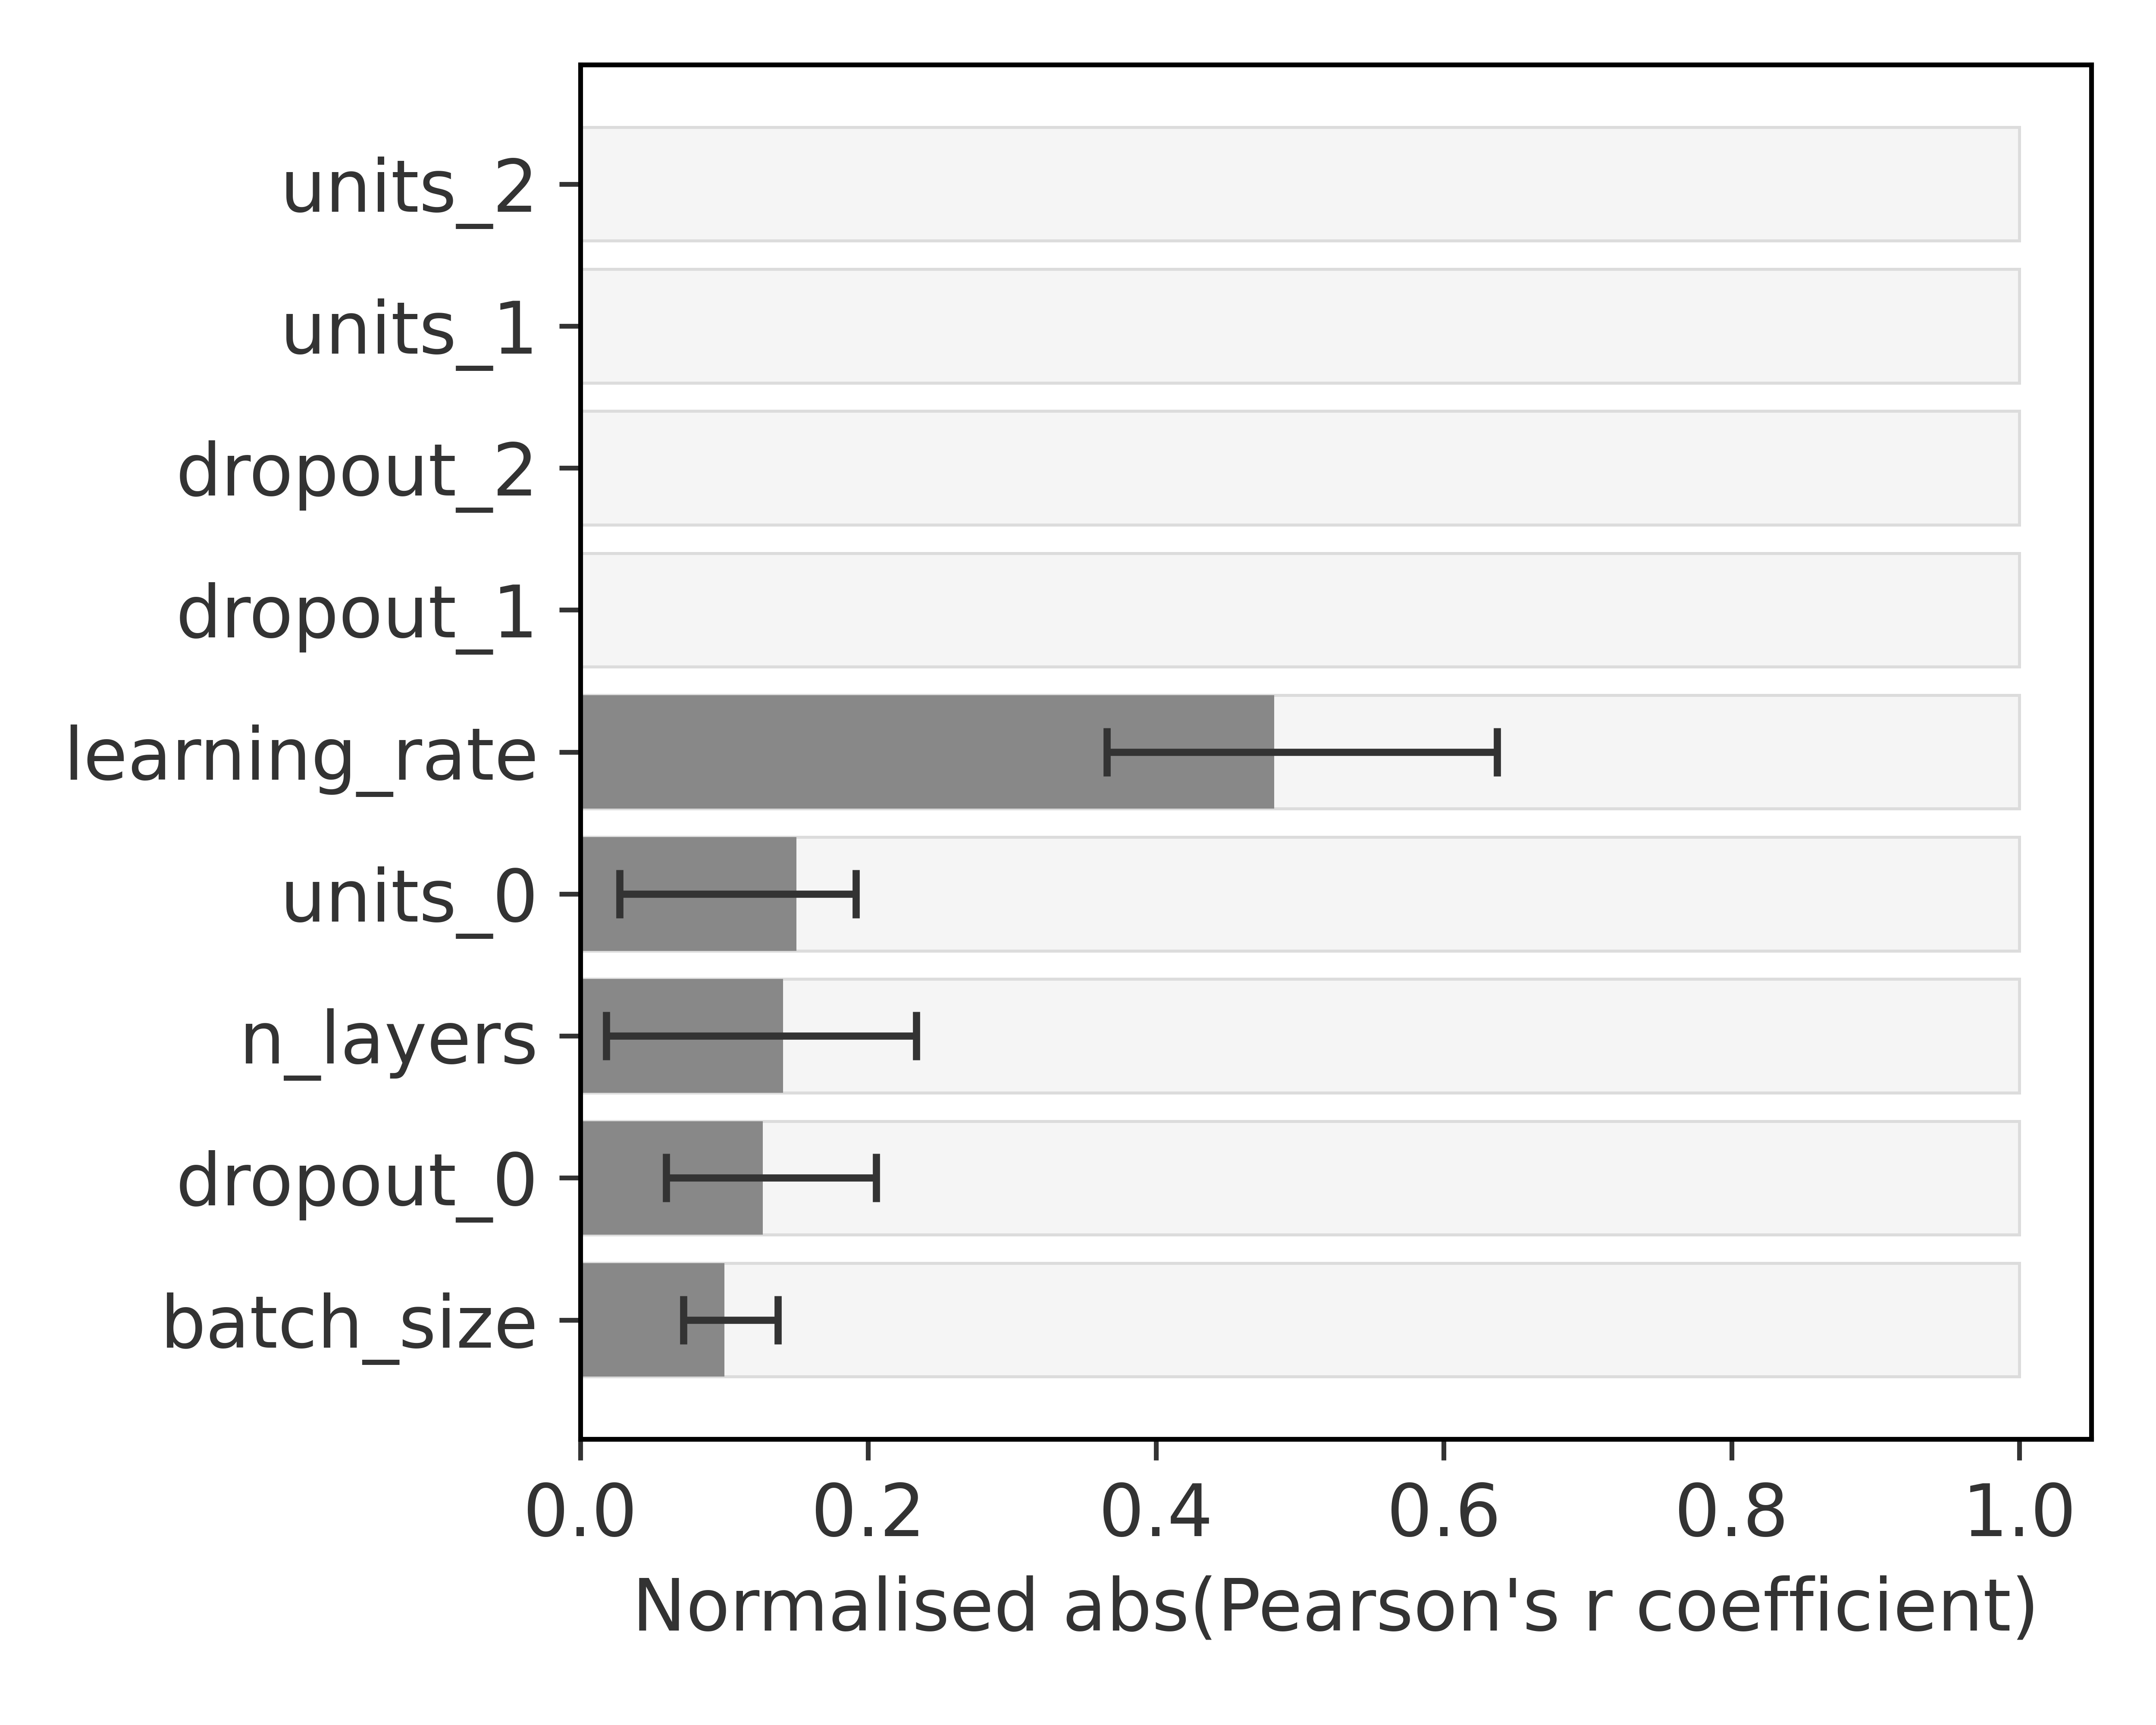 units_2
units_1
dropout_2
dropout_1
learning_rate
units_0
n_layers
dropout_0
batch_size
0.0 0.2 0.4 0.6 0.8 1.0
Normalised abs(Pearson's r coefficient)